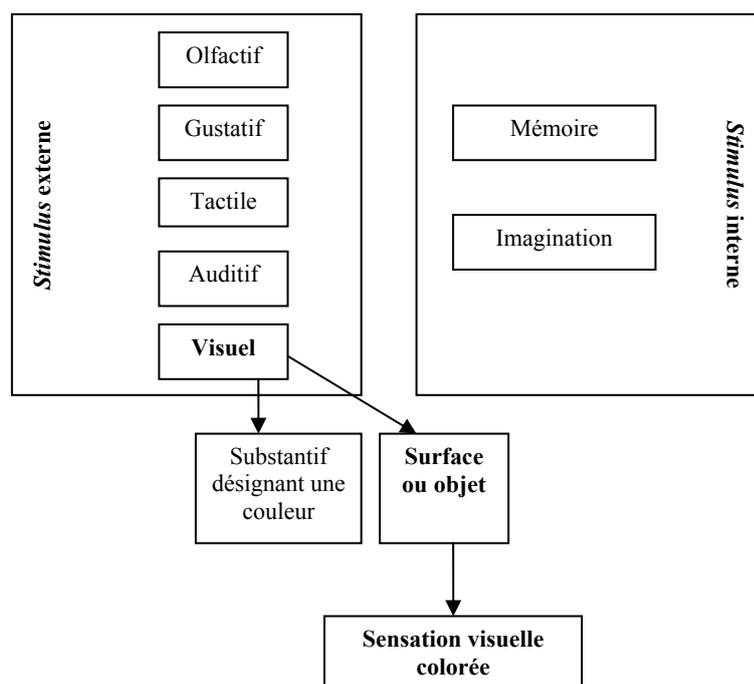 Stimulus externe
Olfactif
Gustatif
Tactile
Auditif
Visuel
Stimulus interne
Mémoire
Imagination
Substantif
désignant une
couleur
Surface
ou objet
Sensation visuelle
colorée